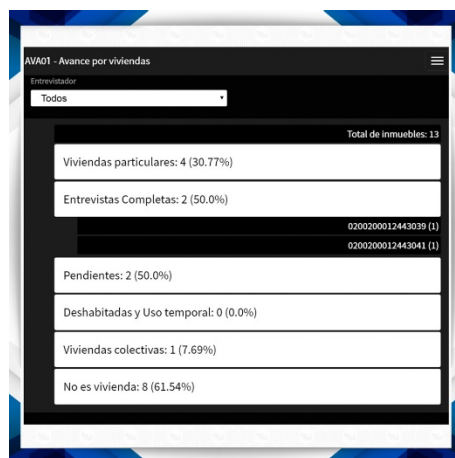 AVA01 - Avance por viviendas
Entrevistador
Todos
Total de inmuebles: 13
Viviendas particulares: 4 (30.77%)
Entrevistas Completas: 2 (50.0%)
0200200012443039 (1)
0200200012443041 (1)
Pendientes: 2 (50.0%)
Deshabitadas y Uso temporal: 0 (0.0%)
Viviendas colectivas: 1 (7.69%)
No es vivienda: 8 (61.54%)